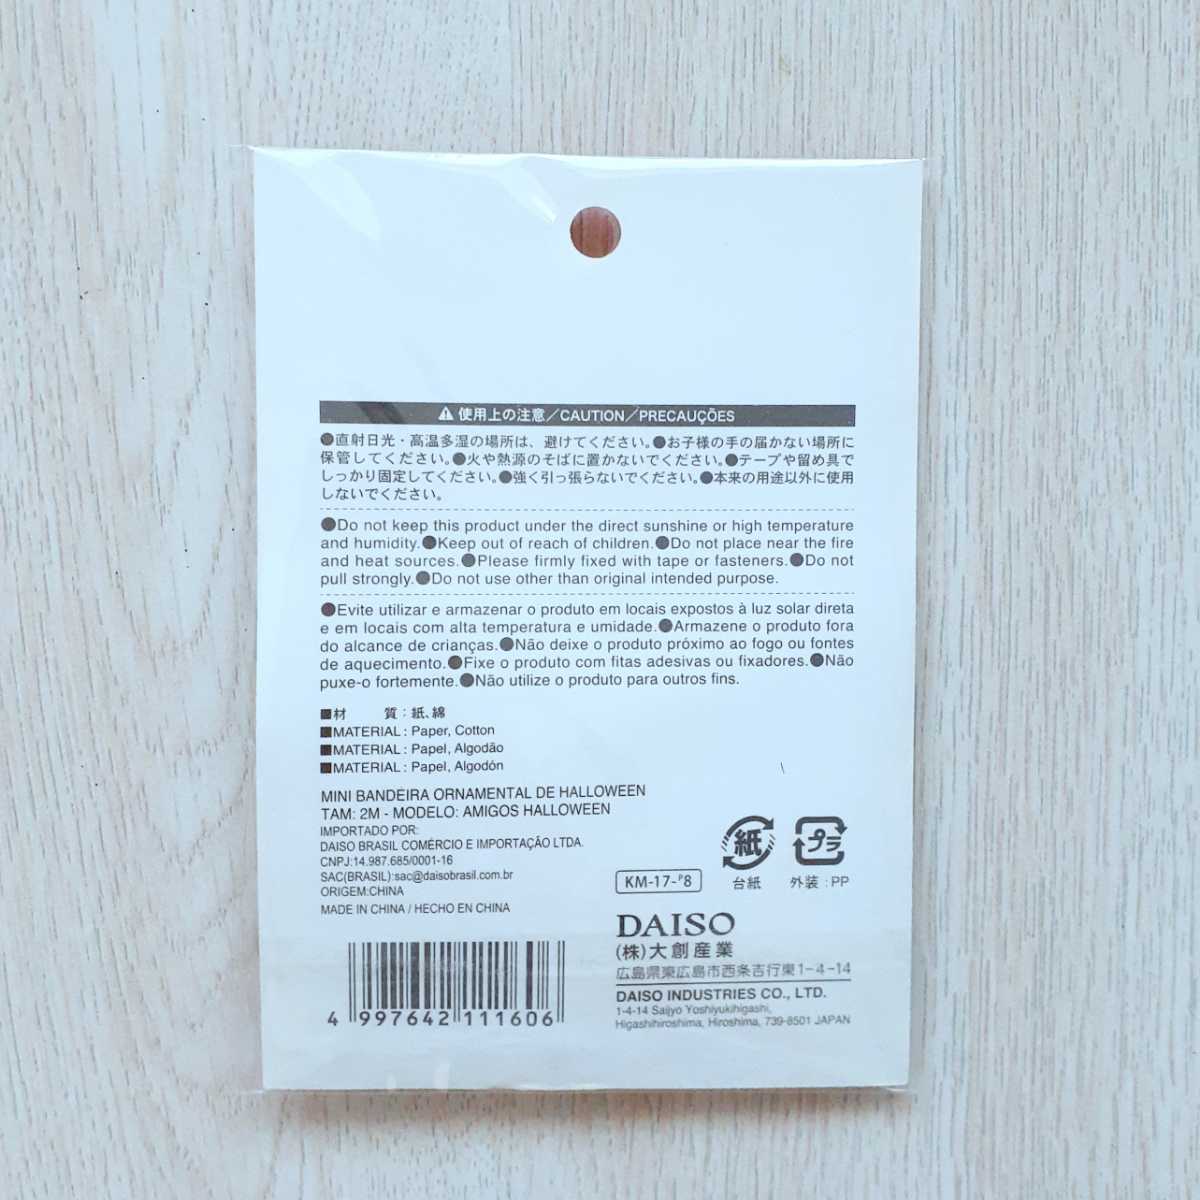 ⚠使用上の注意／CAUTION／PRECAUÇÕES
●直射日光・高温多湿の場所は、避けてください。●お子様の手の届かない場所に
保管してください。●火や熱源のそばに置かないでください。●テープや留め具で
しっかり固定してください。●強く引っ張らないでください。●本来の用途以外に使用
しないでください。
●Do not keep this product under the direct sunshine or high temperature
and humidity.●Keep out of reach of children.●Do not place near the fire
and heat sources.●Please firmly fixed with tape or fasteners.●Do not
pull strongly.●Do not use other than original intended purpose.
●Evite utilizar e armazenar o produto em locais expostos à luz solar direta
e em locais com alta temperatura e umidade.●Armazene o produto fora
do alcance de crianças.●Não deixe o produto próximo ao fogo ou fontes
de aquecimento.●Fixe o produto com fitas adesivas ou fixadores.●Não
puxe-o fortemente.●Não utilize o produto para outros fins.
■材　　質：紙、綿
■MATERIAL : Paper, Cotton
■MATERIAL : Papel, Algodão
■MATERIAL : Papel, Algodón
MINI BANDEIRA ORNAMENTAL DE HALLOWEEN
TAM: 2M - MODELO: AMIGOS HALLOWEEN
IMPORTADO POR:
DAISO BRASIL COMÉRCIO E IMPORTAÇÃO LTDA.
CNPJ:14.987.685/0001-16
SAC(BRASIL):sac@daisobrasil.com.br
ORIGEM:CHINA
MADE IN CHINA / HECHO EN CHINA
4 997642 111606
紙 プラ
台紙 外装：PP
KM-17-P8
DAISO
(株)大創産業
広島県東広島市西条吉行東1-4-14
DAISO INDUSTRIES CO., LTD.
1-4-14 Saijyo Yoshiyukihigashi,
Higashihiroshima, Hiroshima, 739-8501 JAPAN